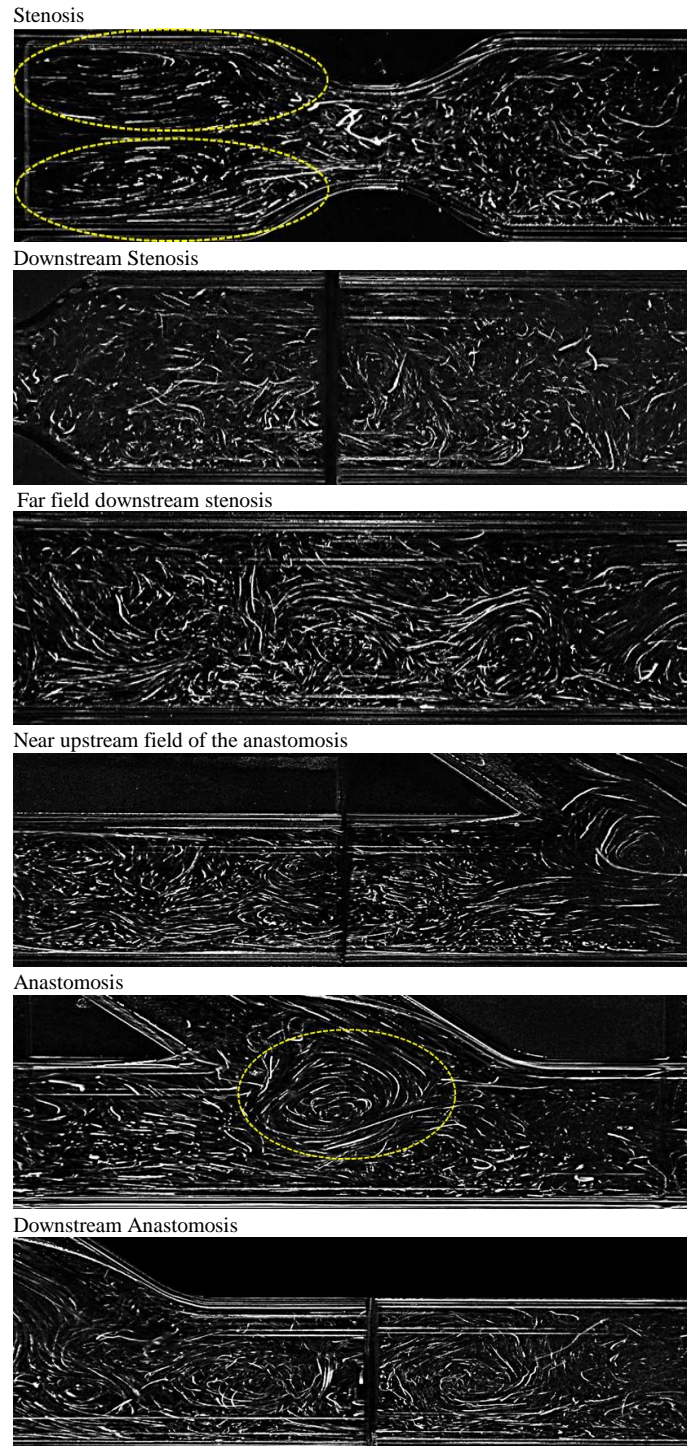 Stenosis
Downstream Stenosis
Far field downstream stenosis
Near upstream field of the anastomosis
Anastomosis
Downstream Anastomosis